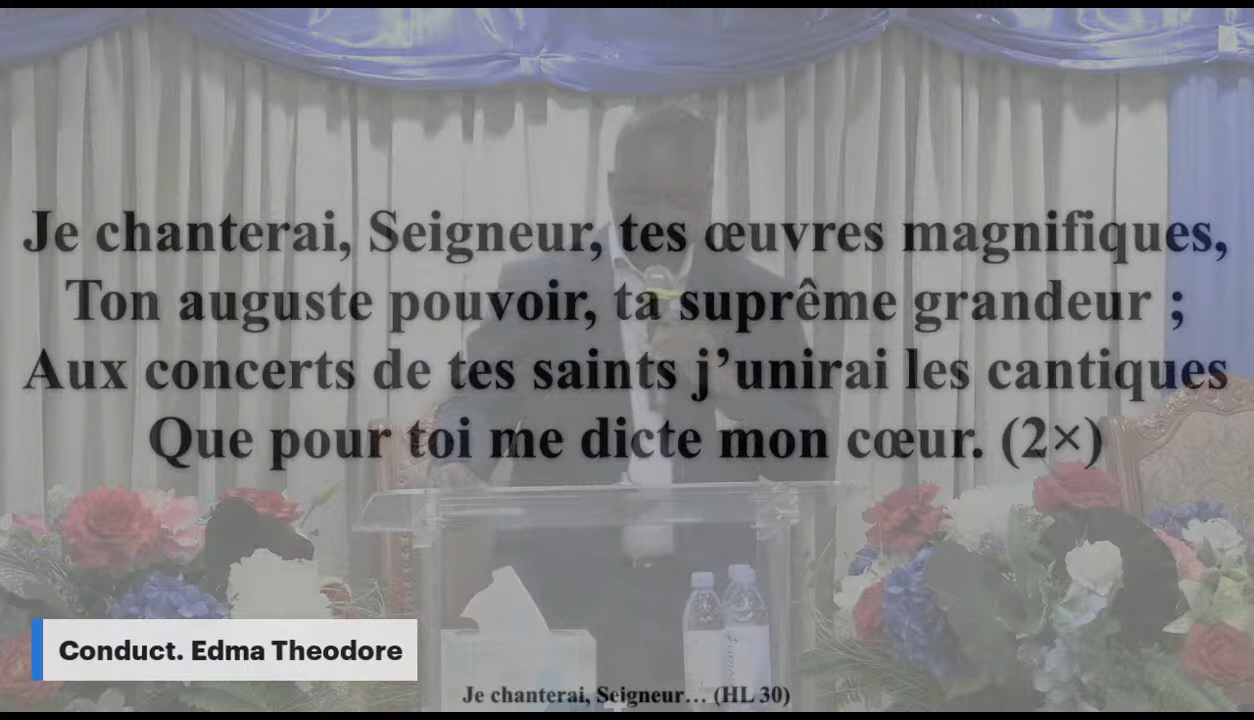 Je chanterai, Seigneur, tes œuvres magnifiques,
Ton auguste pouvoir, ta suprême grandeur ;
Aux concerts de tes saints j’unirai les cantiques
Que pour toi me dicte mon cœur. (2×)
Conduct. Edma Theodore
Je chanterai, Seigneur… (HL 30)